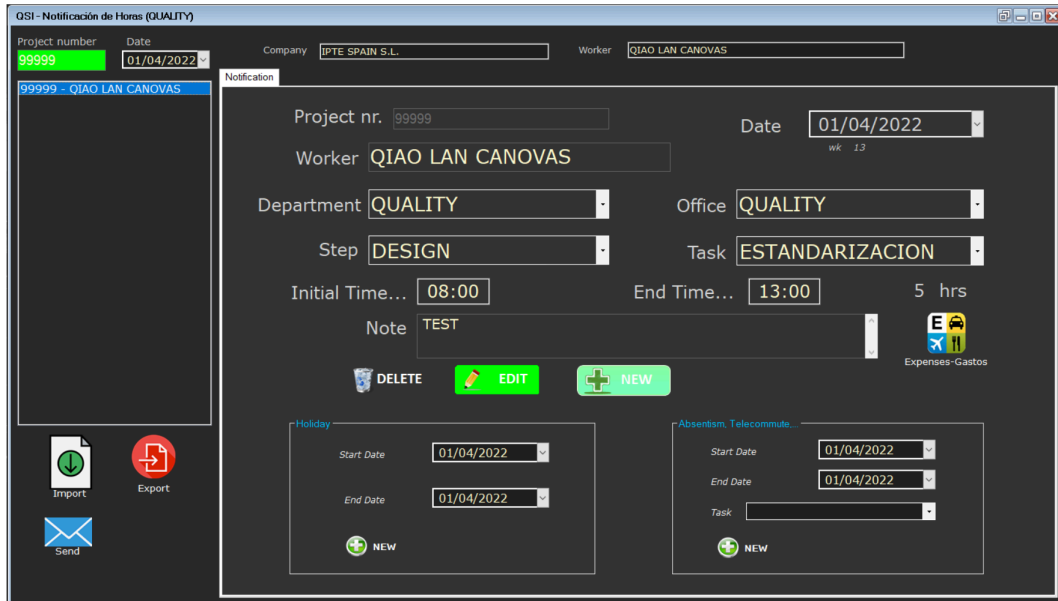 QSI - Notificación de Horas (QUALITY)
Project number Date
99999 01/04/2022
Company IPTE SPAIN S.L. Worker QIAO LAN CANOVAS
99999 - QIAO LAN CANOVAS
Notification
Project nr. 99999
Date 01/04/2022
wk 13
Worker QIAO LAN CANOVAS
Department QUALITY Office QUALITY
Step DESIGN Task ESTANDARIZACION
Initial Time... 08:00 End Time... 13:00 5 hrs
Note TEST
E
Expenses-Gastos
DELETE EDIT NEW
Holiday
Start Date 01/04/2022
End Date 01/04/2022
NEW
Absentism, Telecommute...
Start Date 01/04/2022
End Date 01/04/2022
Task
NEW
Import Export
Send